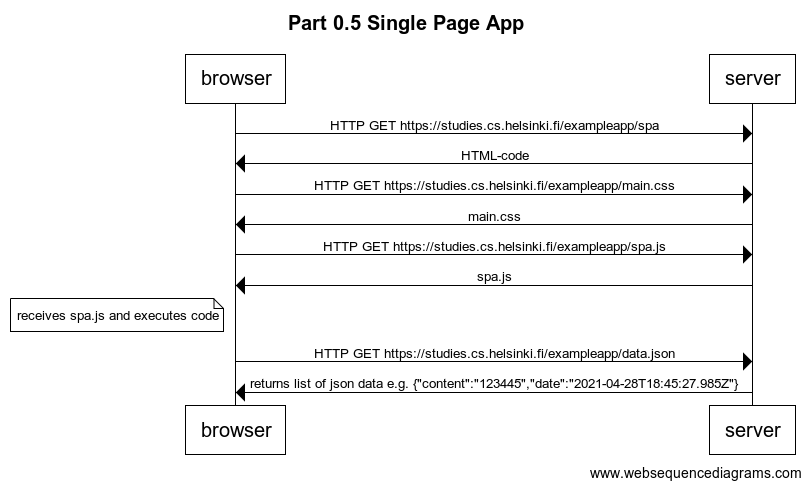 Part 0.5 Single Page App
browser
server
HTTP GET https://studies.cs.helsinki.fi/exampleapp/spa
HTML-code
HTTP GET https://studies.cs.helsinki.fi/exampleapp/main.css
main.css
HTTP GET https://studies.cs.helsinki.fi/exampleapp/spa.js
spa.js
receives spa.js and executes code
HTTP GET https://studies.cs.helsinki.fi/exampleapp/data.json
returns list of json data e.g. {"content":"123445","date":"2021-04-28T18:45:27.985Z"}
browser
server
www.websequencediagrams.com